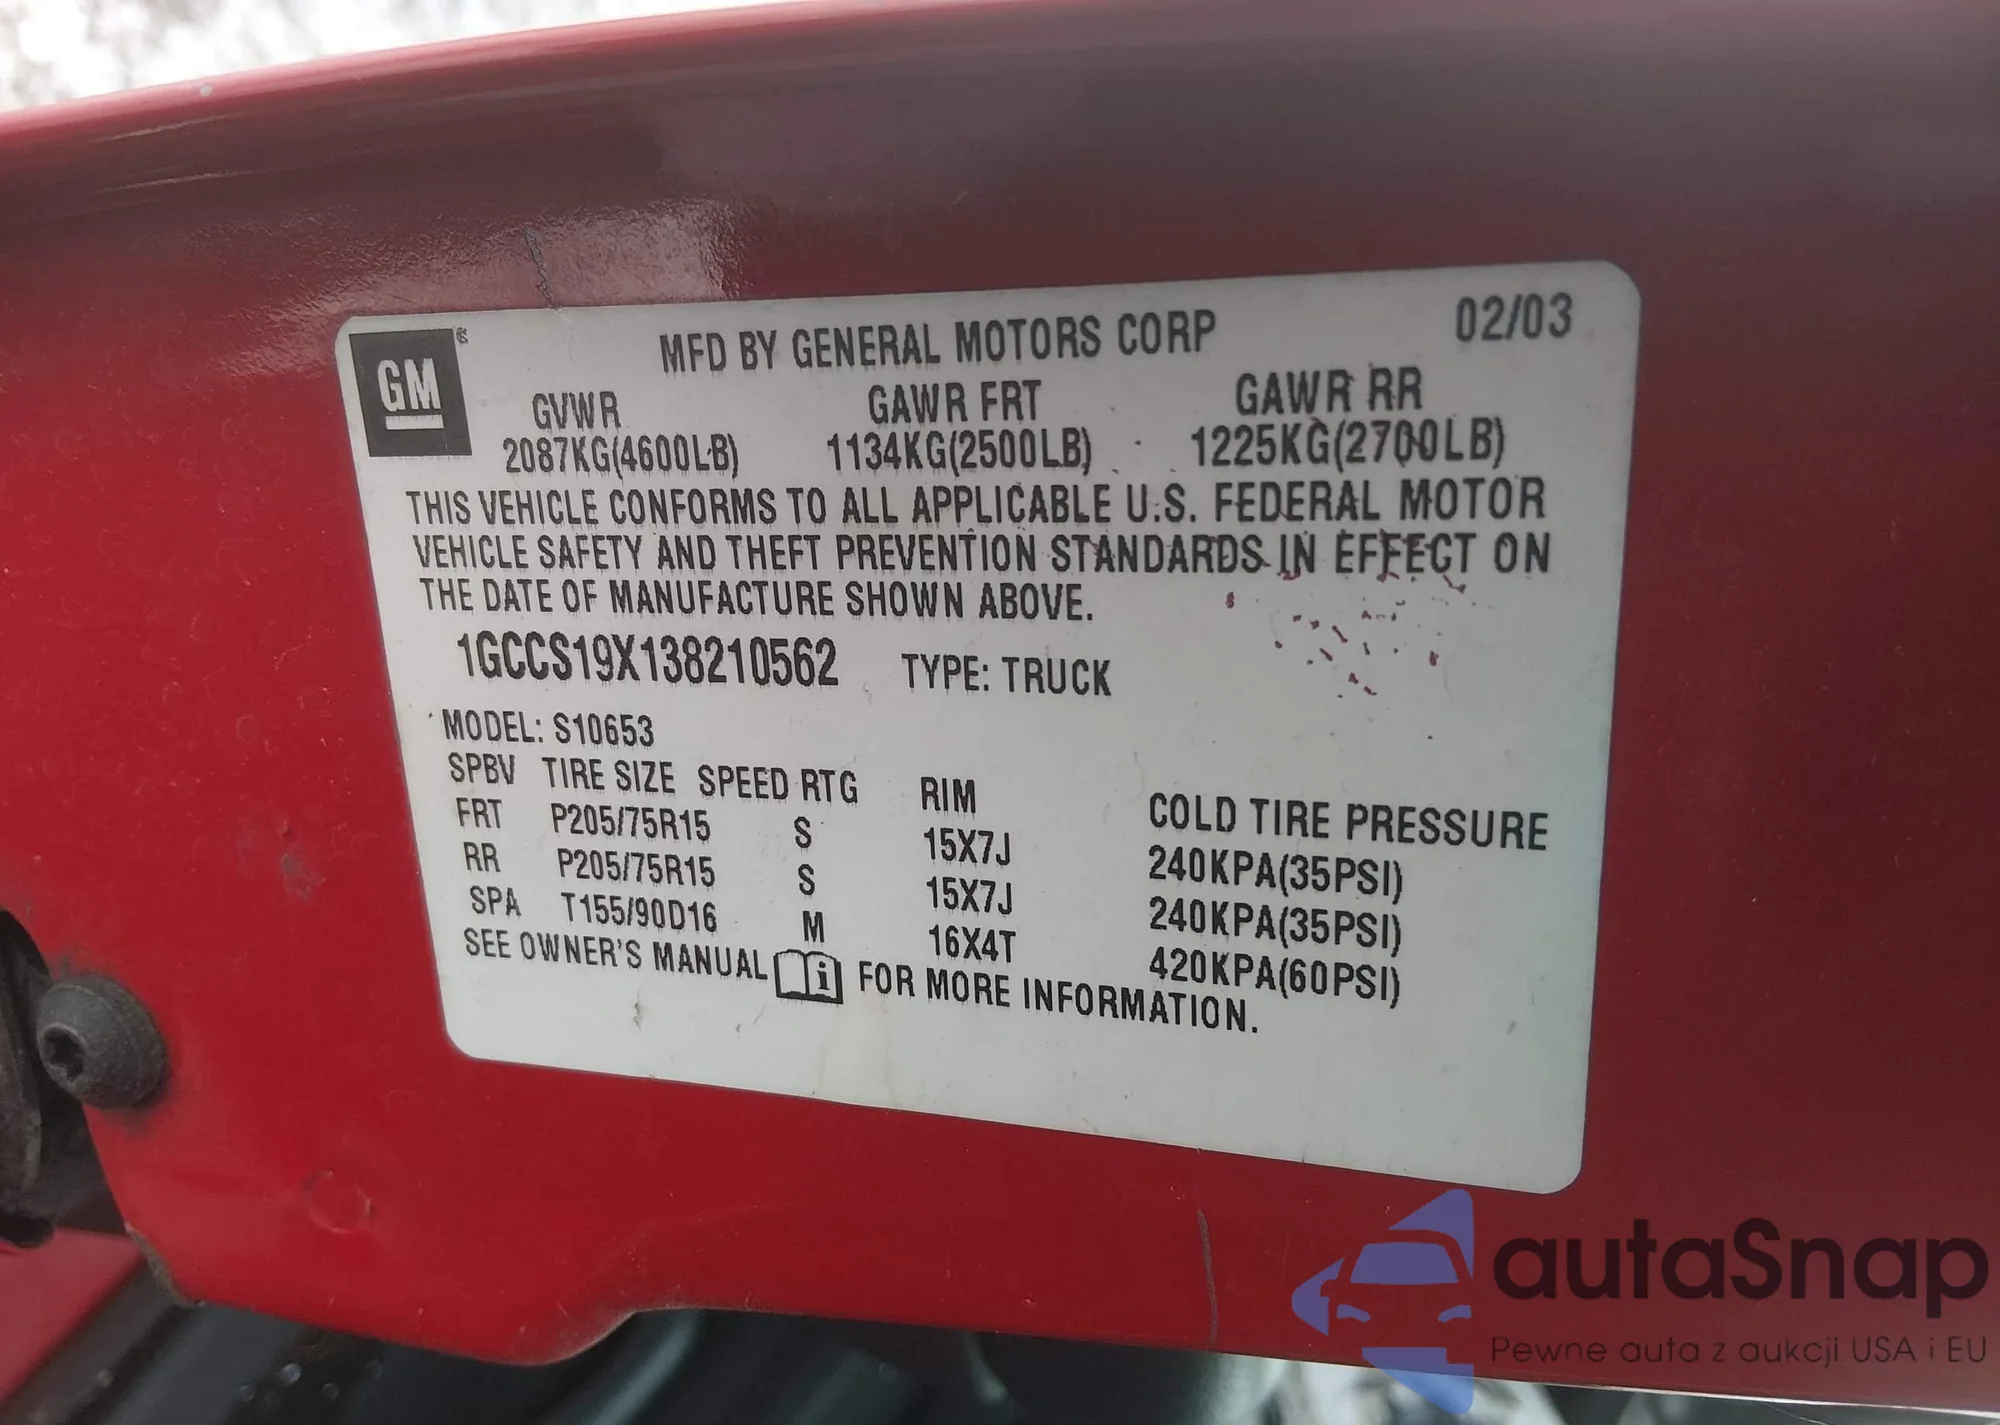 GM®
MFD BY GENERAL MOTORS CORP 02/03
GVWR GAWR FRT GAWR RR
2087KG(4600LB) 1134KG(2500LB) 1225KG(2700LB)
THIS VEHICLE CONFORMS TO ALL APPLICABLE U.S. FEDERAL MOTOR
VEHICLE SAFETY AND THEFT PREVENTION STANDARDS IN EFFECT ON
THE DATE OF MANUFACTURE SHOWN ABOVE.
1GCCS19X138210562 TYPE: TRUCK
MODEL: S10653
SPBV TIRE SIZE SPEED RTG RIM COLD TIRE PRESSURE
FRT P205/75R15 S 15X7J 240KPA(35PSI)
RR P205/75R15 S 15X7J 240KPA(35PSI)
SPA T155/90D16 M 16X4T 420KPA(60PSI)
SEE OWNER'S MANUAL i FOR MORE INFORMATION.
autaSnap
Pewne auta z aukcji USA i EU